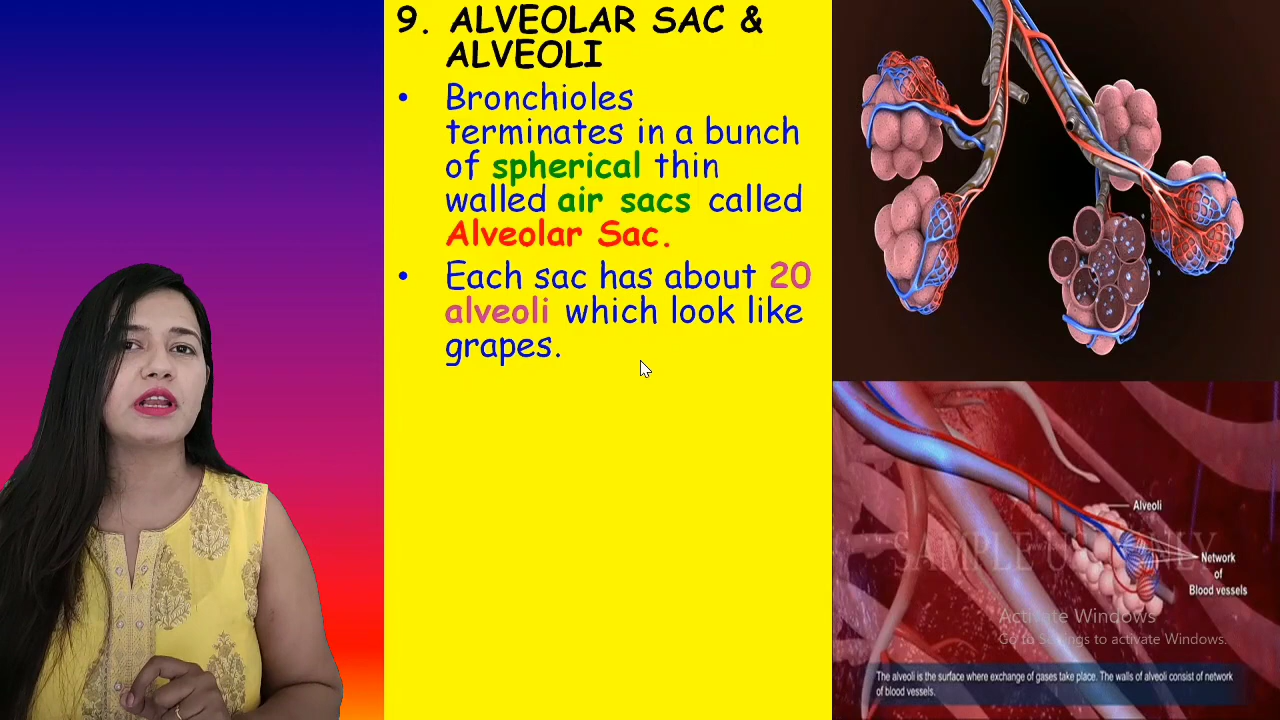 9. ALVEOLAR SAC &
ALVEOLI
• Bronchioles
terminates in a bunch
of spherical thin
walled air sacs called
Alveolar Sac.
• Each sac has about 20
alveoli which look like
grapes.
Alveoli
SAMPLE USE ONLY
Network
of
Blood vessels
Activate Windows
Go to Settings to activate Windows.
The alveoli is the surface where exchange of gases take place. The walls of alveoli consist of network
of blood vessels.